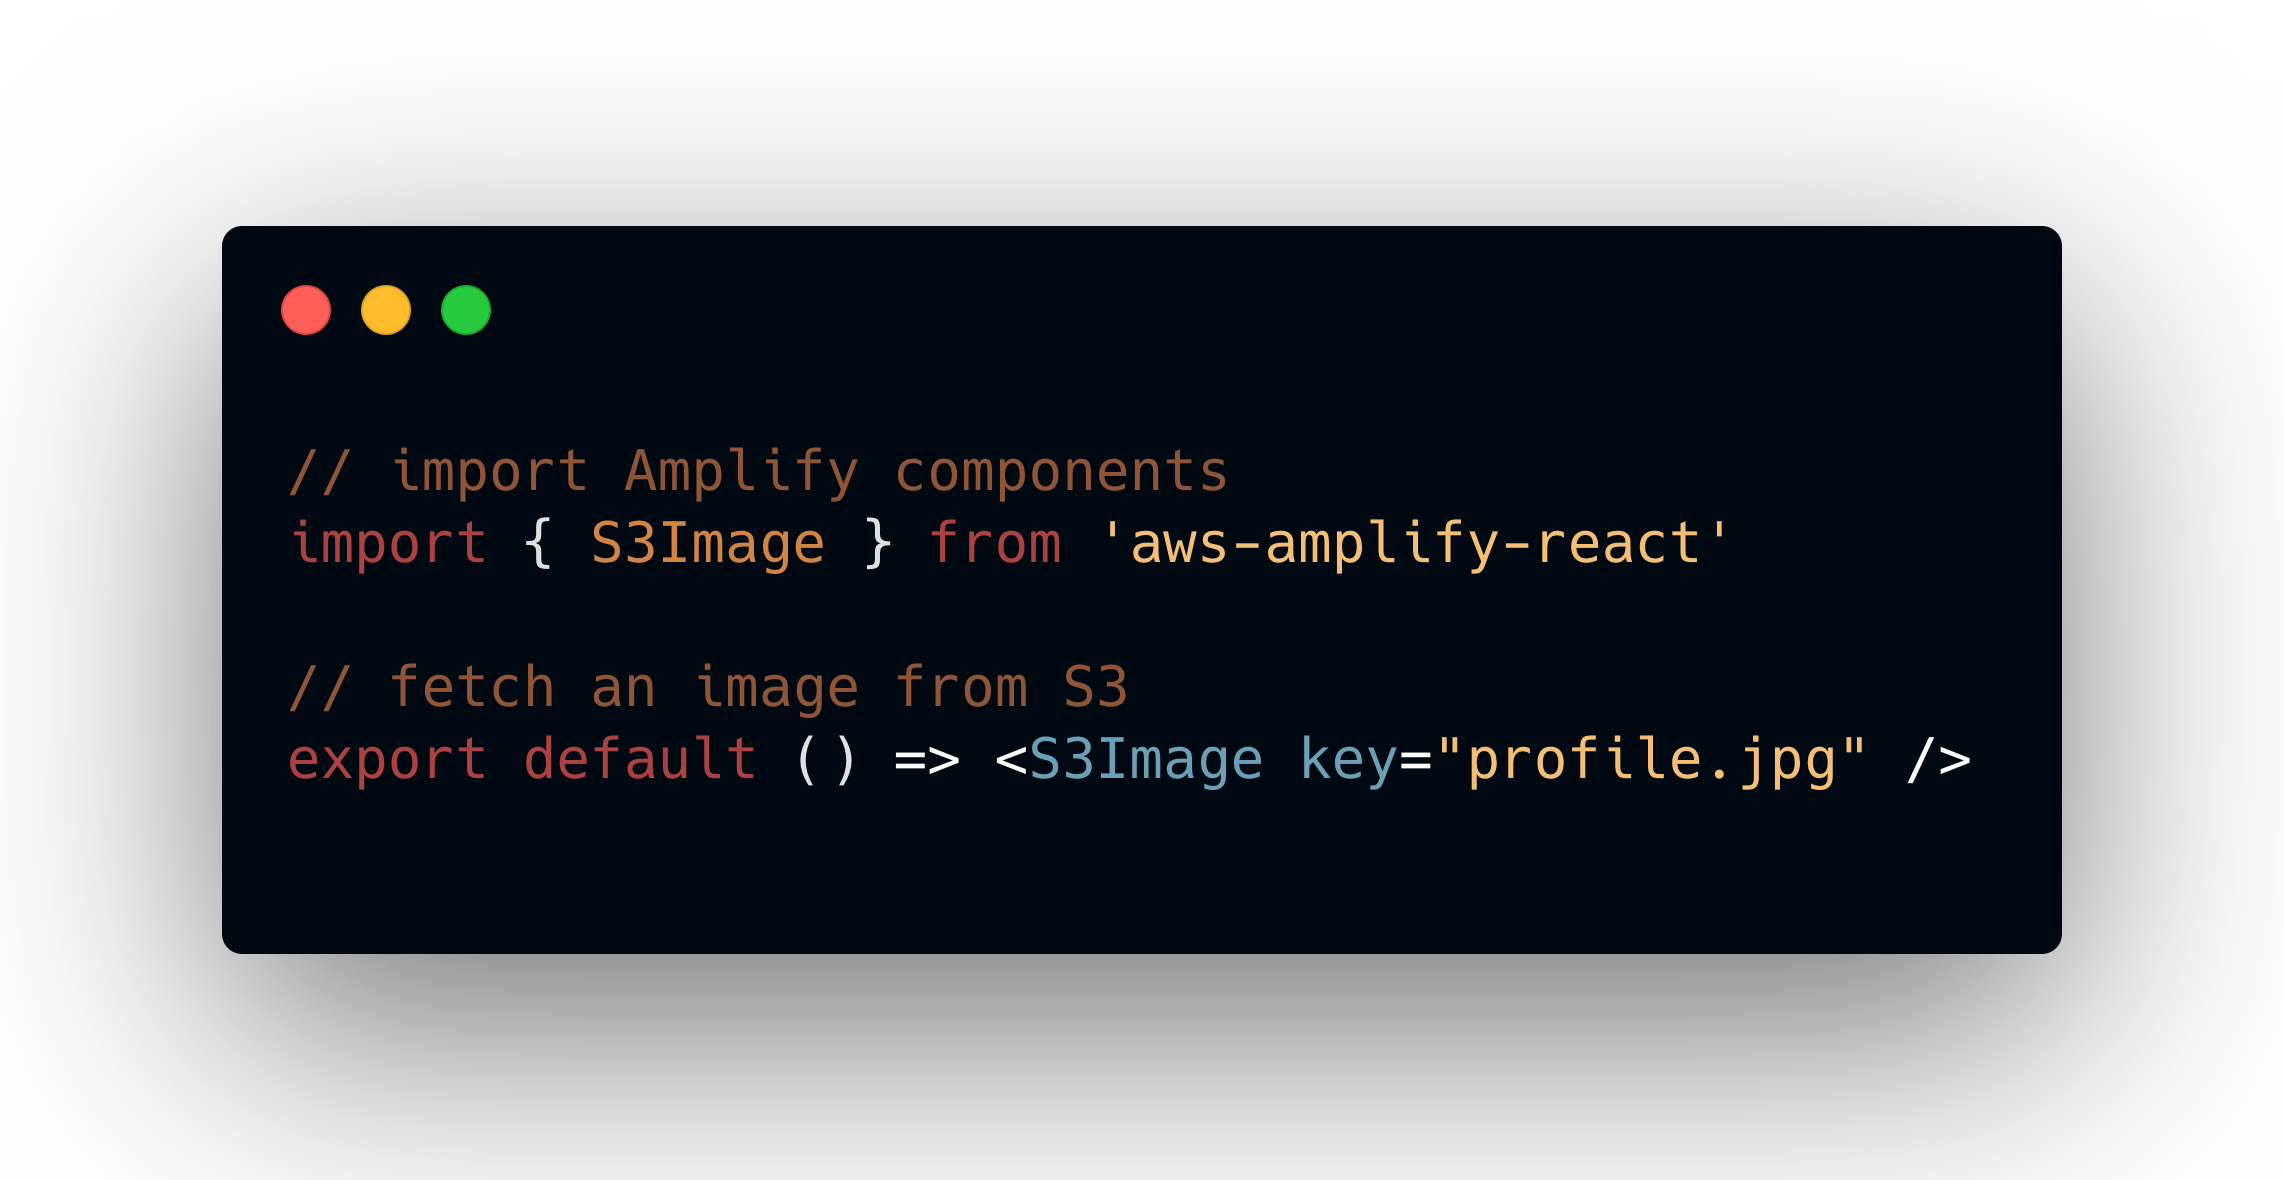 // import Amplify components
import { S3Image } from 'aws-amplify-react'
// fetch an image from S3
export default () => <S3Image key="profile.jpg" />